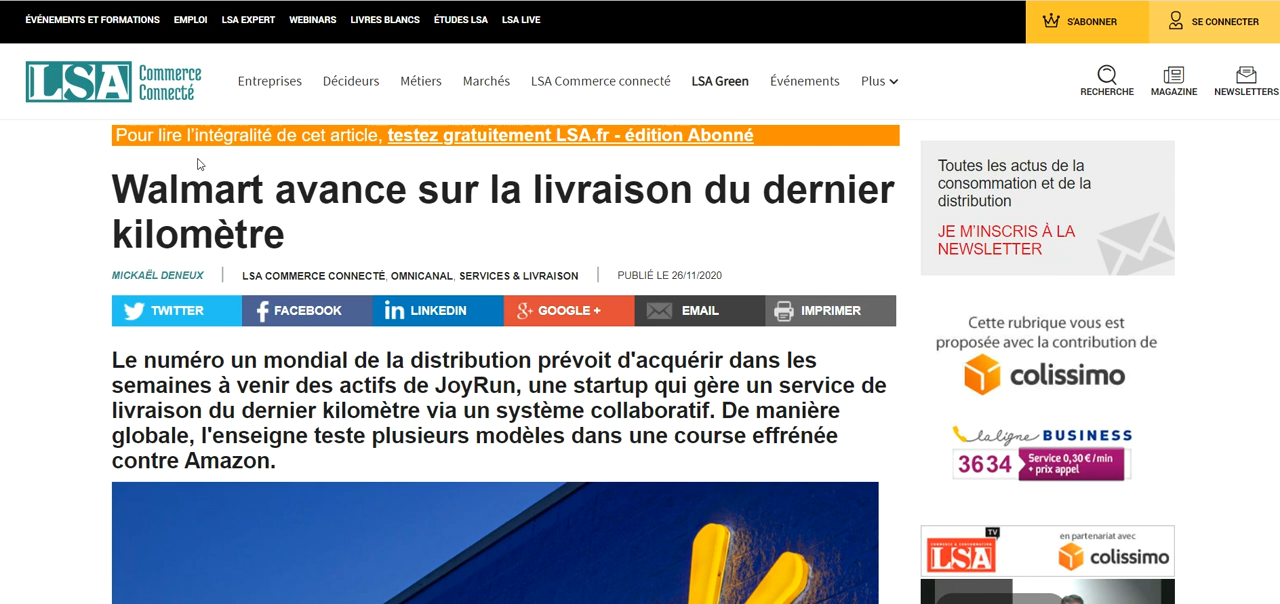 ÉVÉNEMENTS ET FORMATIONS EMPLOI LSA EXPERT WEBINARS LIVRES BLANCS ÉTUDES LSA LSA LIVE S'ABONNER SE CONNECTER
LSA Commerce Connecté
Entreprises Décideurs Métiers Marchés LSA Commerce connecté LSA Green Événements Plus
RECHERCHE MAGAZINE NEWSLETTERS
Pour lire l'intégralité de cet article, testez gratuitement LSA.fr - édition Abonné
Walmart avance sur la livraison du dernier
kilomètre
MICKAËL DENEUX LSA COMMERCE CONNECTÉ, OMNICANAL, SERVICES & LIVRAISON PUBLIÉ LE 26/11/2020
TWITTER FACEBOOK LINKEDIN GOOGLE + EMAIL IMPRIMER
Le numéro un mondial de la distribution prévoit d'acquérir dans les
semaines à venir des actifs de JoyRun, une startup qui gère un service de
livraison du dernier kilomètre via un système collaboratif. De manière
globale, l'enseigne teste plusieurs modèles dans une course effrénée
contre Amazon.
Toutes les actus de la
consommation et de la
distribution
JE M'INSCRIS À LA
NEWSLETTER
Cette rubrique vous est
proposée avec la contribution de
colissimo
la ligne BUSINESS
3634 Service 0,30 € / min
+ prix appel
LSA TV
en partenariat avec
colissimo